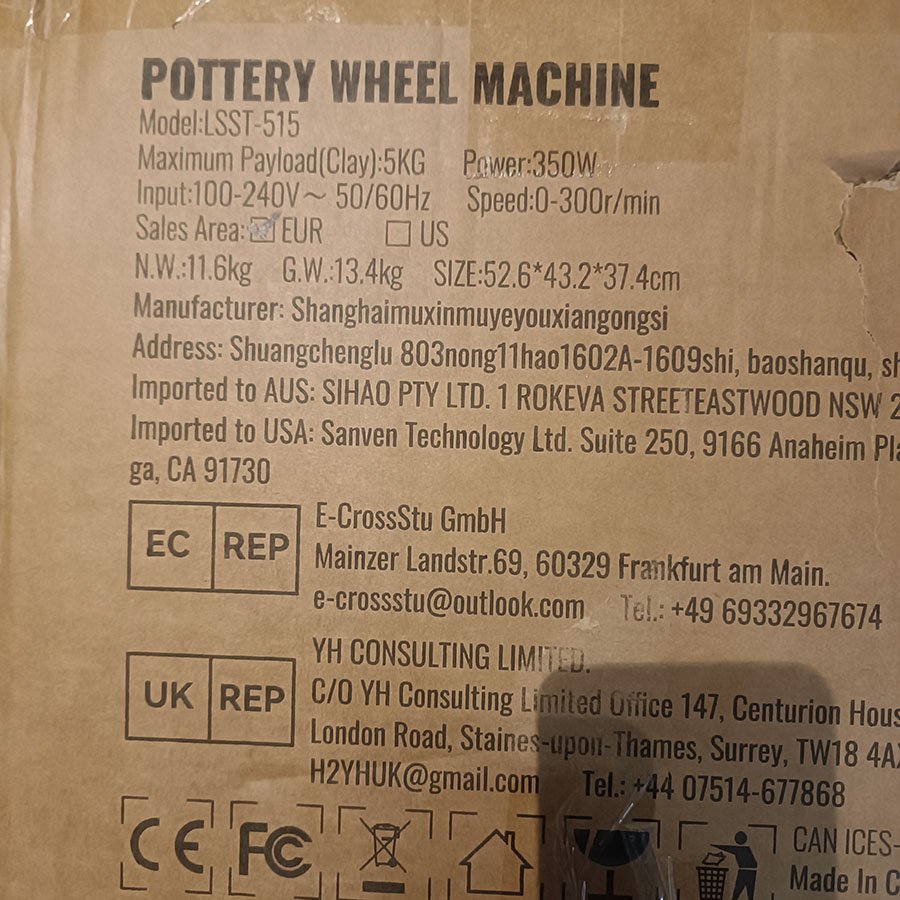 POTTERY WHEEL MACHINE
Model:LSST-515
Maximum Payload(Clay):5KG Power:350W
Input:100-240V～ 50/60Hz Speed:0-300r/min
Sales Area: EUR US
N.W.:11.6kg G.W.:13.4kg SIZE:52.6*43.2*37.4cm
Manufacturer: Shanghaimuxinmuyeyouxiangongsi
Address: Shuangchenglu 803nong11hao1602A-1609shi, baoshanqu,
Imported to AUS: SIHAO PTY LTD. 1 ROKEVA STREETEASTWOOD NSW
Imported to USA: Sanven Technology Ltd. Suite 250, 9166 Anaheim
ga, CA 91730
EC REP
E-CrossStu GmbH
Mainzer Landstr.69, 60329 Frankfurt am Main.
e-crossstu@outlook.com Tel.: +49 69332967674
UK REP
YH CONSULTING LIMITED.
C/O YH Consulting Limited Office 147, Centurion
London Road, Staines-upon-Thames, Surrey, TW18
H2YHUK@gmail.com Tel.: +44 07514-677868
CE FC
CAN ICES-
Made In